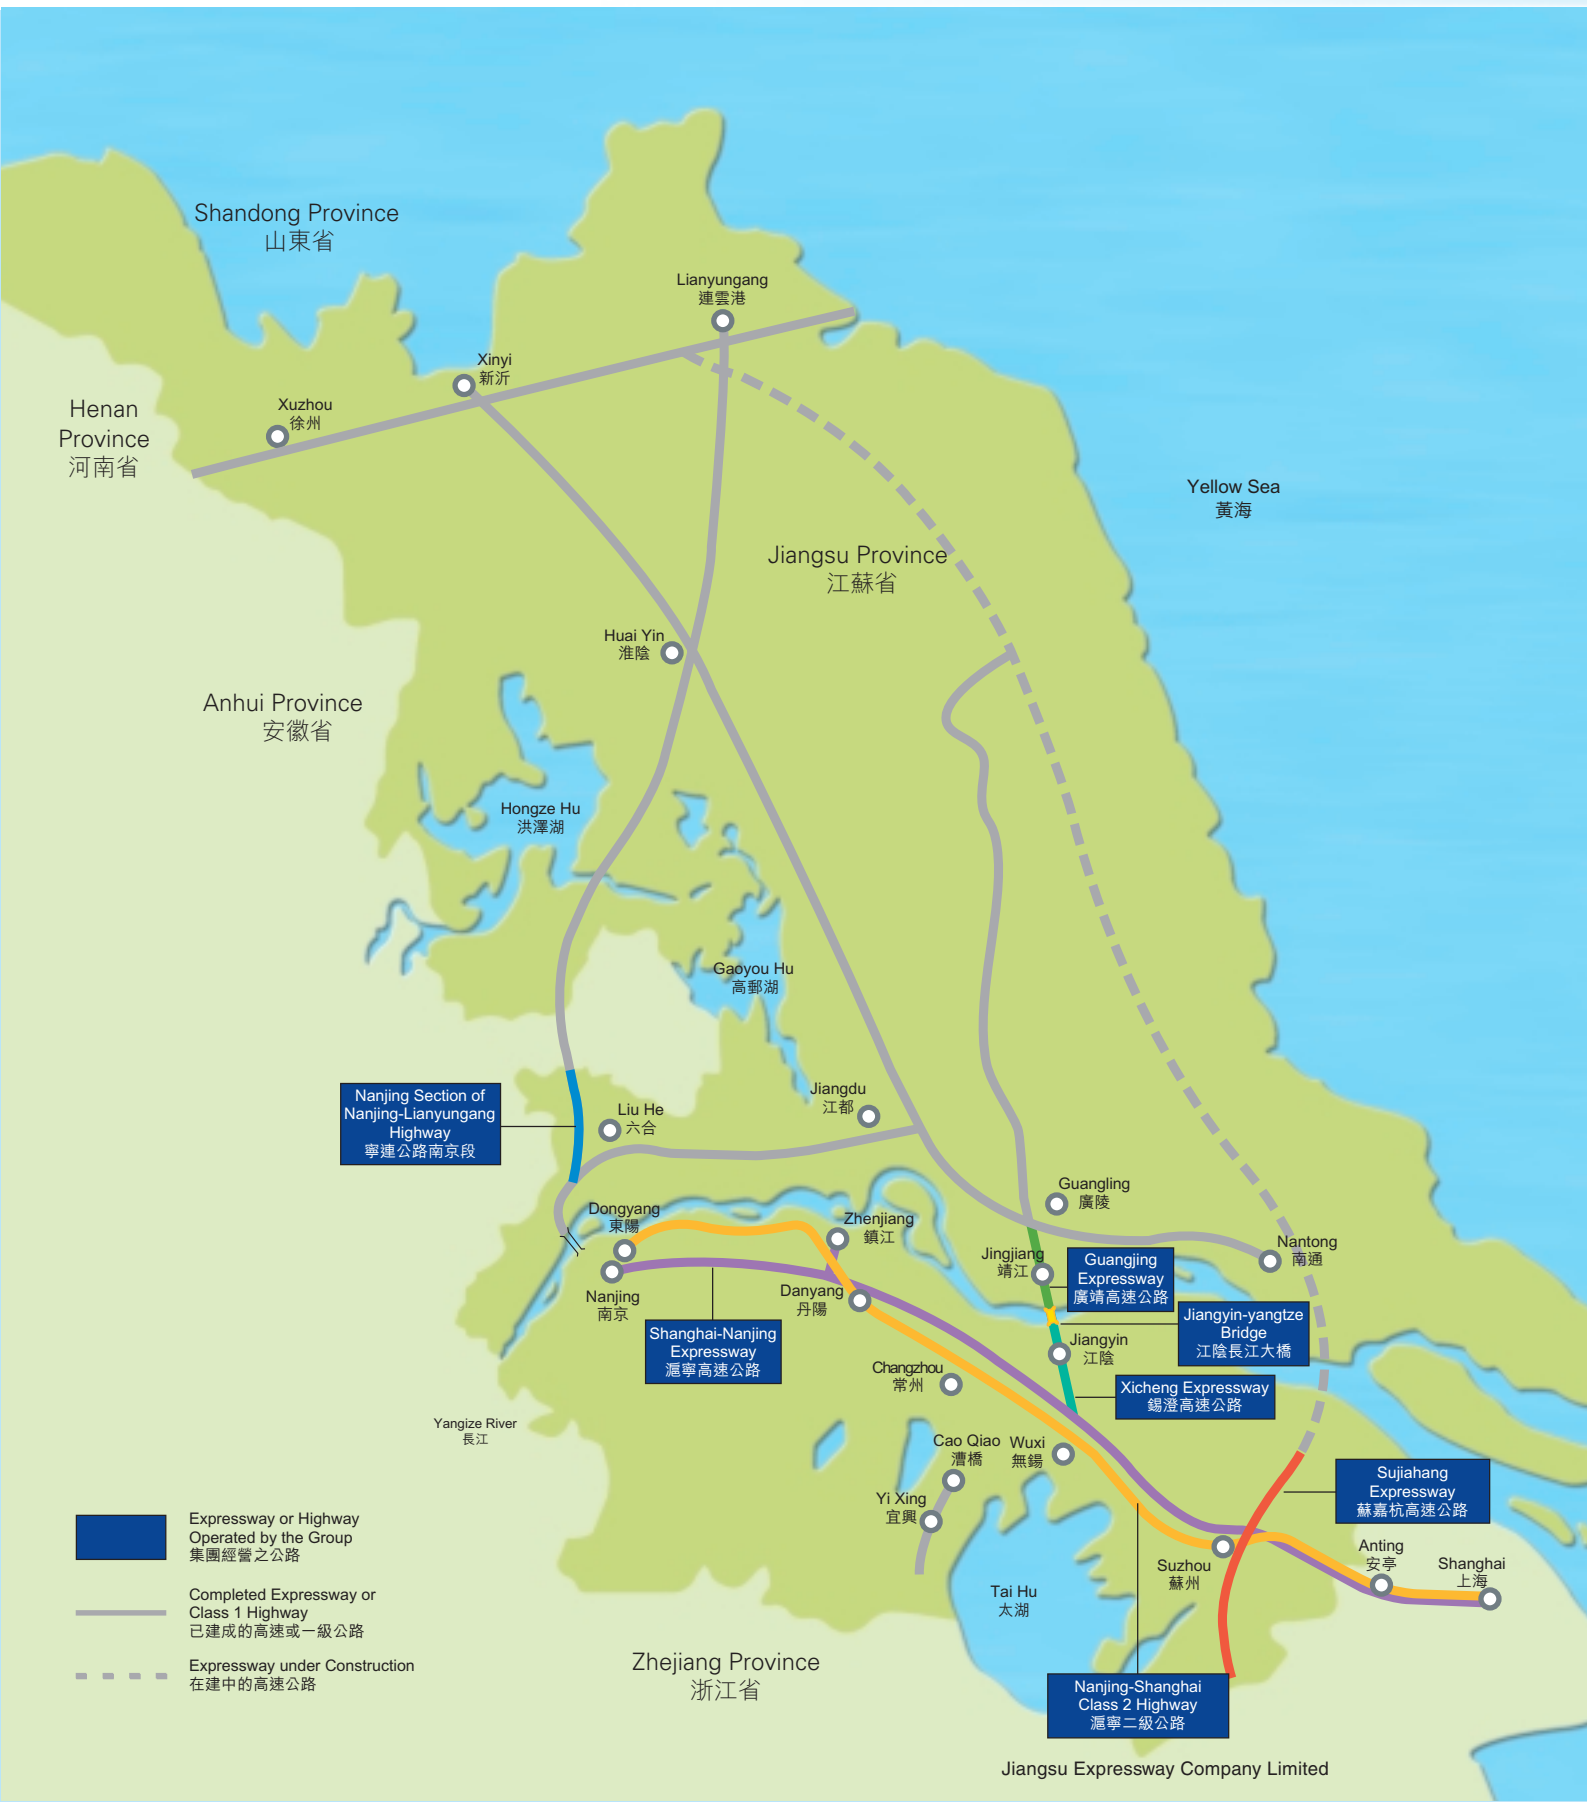 Shandong Province
山東省
Lianyungang
連雲港
Xinyi
新沂
Xuzhou
徐州
Henan
Province
河南省
Yellow Sea
黃海
Jiangsu Province
江蘇省
Huai Yin
淮陰
Anhui Province
安徽省
Hongze Hu
洪澤湖
Gaoyou Hu
高郵湖
Nanjing Section of
Nanjing-Lianyungang
Highway
寧連公路南京段
Liu He
六合
Jiangdu
江都
Guangling
廣陵
Dongyang
東陽
Zhenjiang
鎮江
Nantong
南通
Jingjiang
靖江
Guangjing
Expressway
廣靖高速公路
Nanjing
南京
Danyang
丹陽
Jiangyin-yangtze
Bridge
江陰長江大橋
Shanghai-Nanjing
Expressway
滬寧高速公路
Jiangyin
江陰
Changzhou
常州
Xicheng Expressway
錫澄高速公路
Yangize River
長江
Cao Qiao
漕橋
Wuxi
無錫
Sujiahang
Expressway
蘇嘉杭高速公路
Yi Xing
宜興
Expressway or Highway
Operated by the Group
集團經營之公路
Suzhou
蘇州
Anting
安亭
Shanghai
上海
Completed Expressway or
Class 1 Highway
已建成的高速或一級公路
Tai Hu
太湖
Expressway under Construction
在建中的高速公路
Zhejiang Province
浙江省
Nanjing-Shanghai
Class 2 Highway
滬寧二級公路
Jiangsu Expressway Company Limited